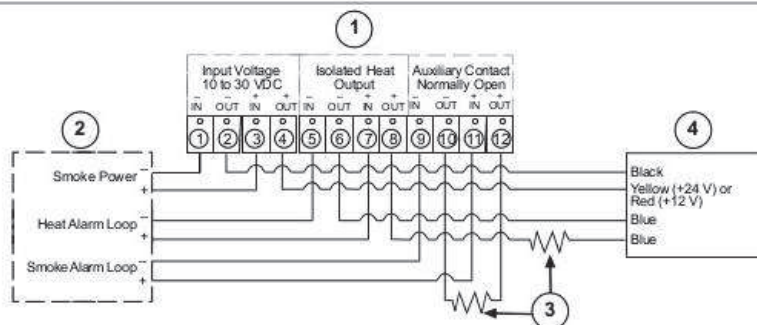 1
Input Voltage
10 to 30 VDC
Isolated Heat
Output
Auxiliary Contact
Normally Open
− − + + − − + + − − + +
IN OUT IN OUT IN OUT IN OUT IN OUT IN OUT
1 2 3 4 5 6 7 8 9 10 11 12
2
Smoke Power −
+
Heat Alarm Loop −
+
Smoke Alarm Loop −
+
4
Black
Yellow (+24 V) or
Red (+12 V)
Blue
Blue
3